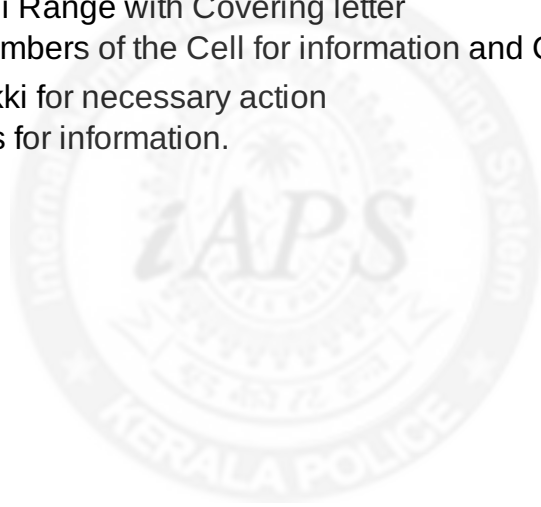 i Range with Covering letter
mbers of the Cell for information and C
kki for necessary action
s for information.
iAPS
KERALA POLICE